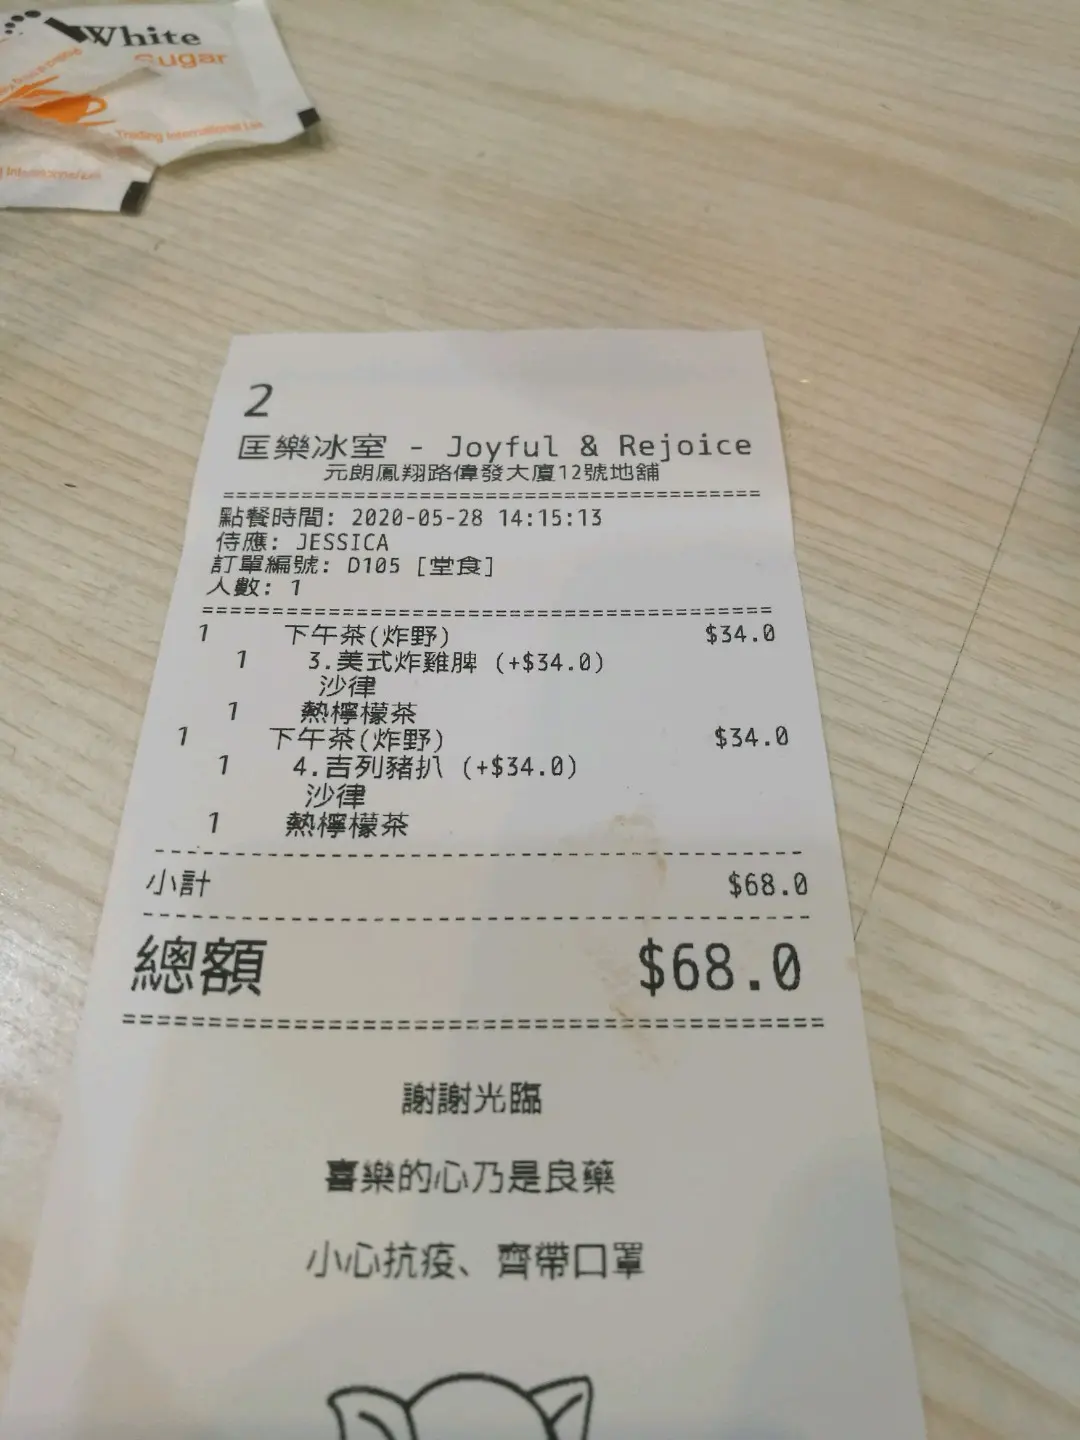 White
Sugar
Trading International Ltd.
2
匡樂冰室 - Joyful & Rejoice
元朗鳳翔路偉發大廈12號地舖
========================================
點餐時間: 2020-05-28 14:15:13
侍應: JESSICA
訂單編號: D105 [堂食]
人數: 1
========================================
1 下午茶(炸野) $34.0
1 3.美式炸雞脾 (+$34.0)
沙律
1 熱檸檬茶
1 下午茶(炸野) $34.0
1 4.吉列豬扒 (+$34.0)
沙律
1 熱檸檬茶
----------------------------------------
小計 $68.0
----------------------------------------
總額 $68.0
========================================
謝謝光臨
喜樂的心乃是良藥
小心抗疫、齊帶口罩